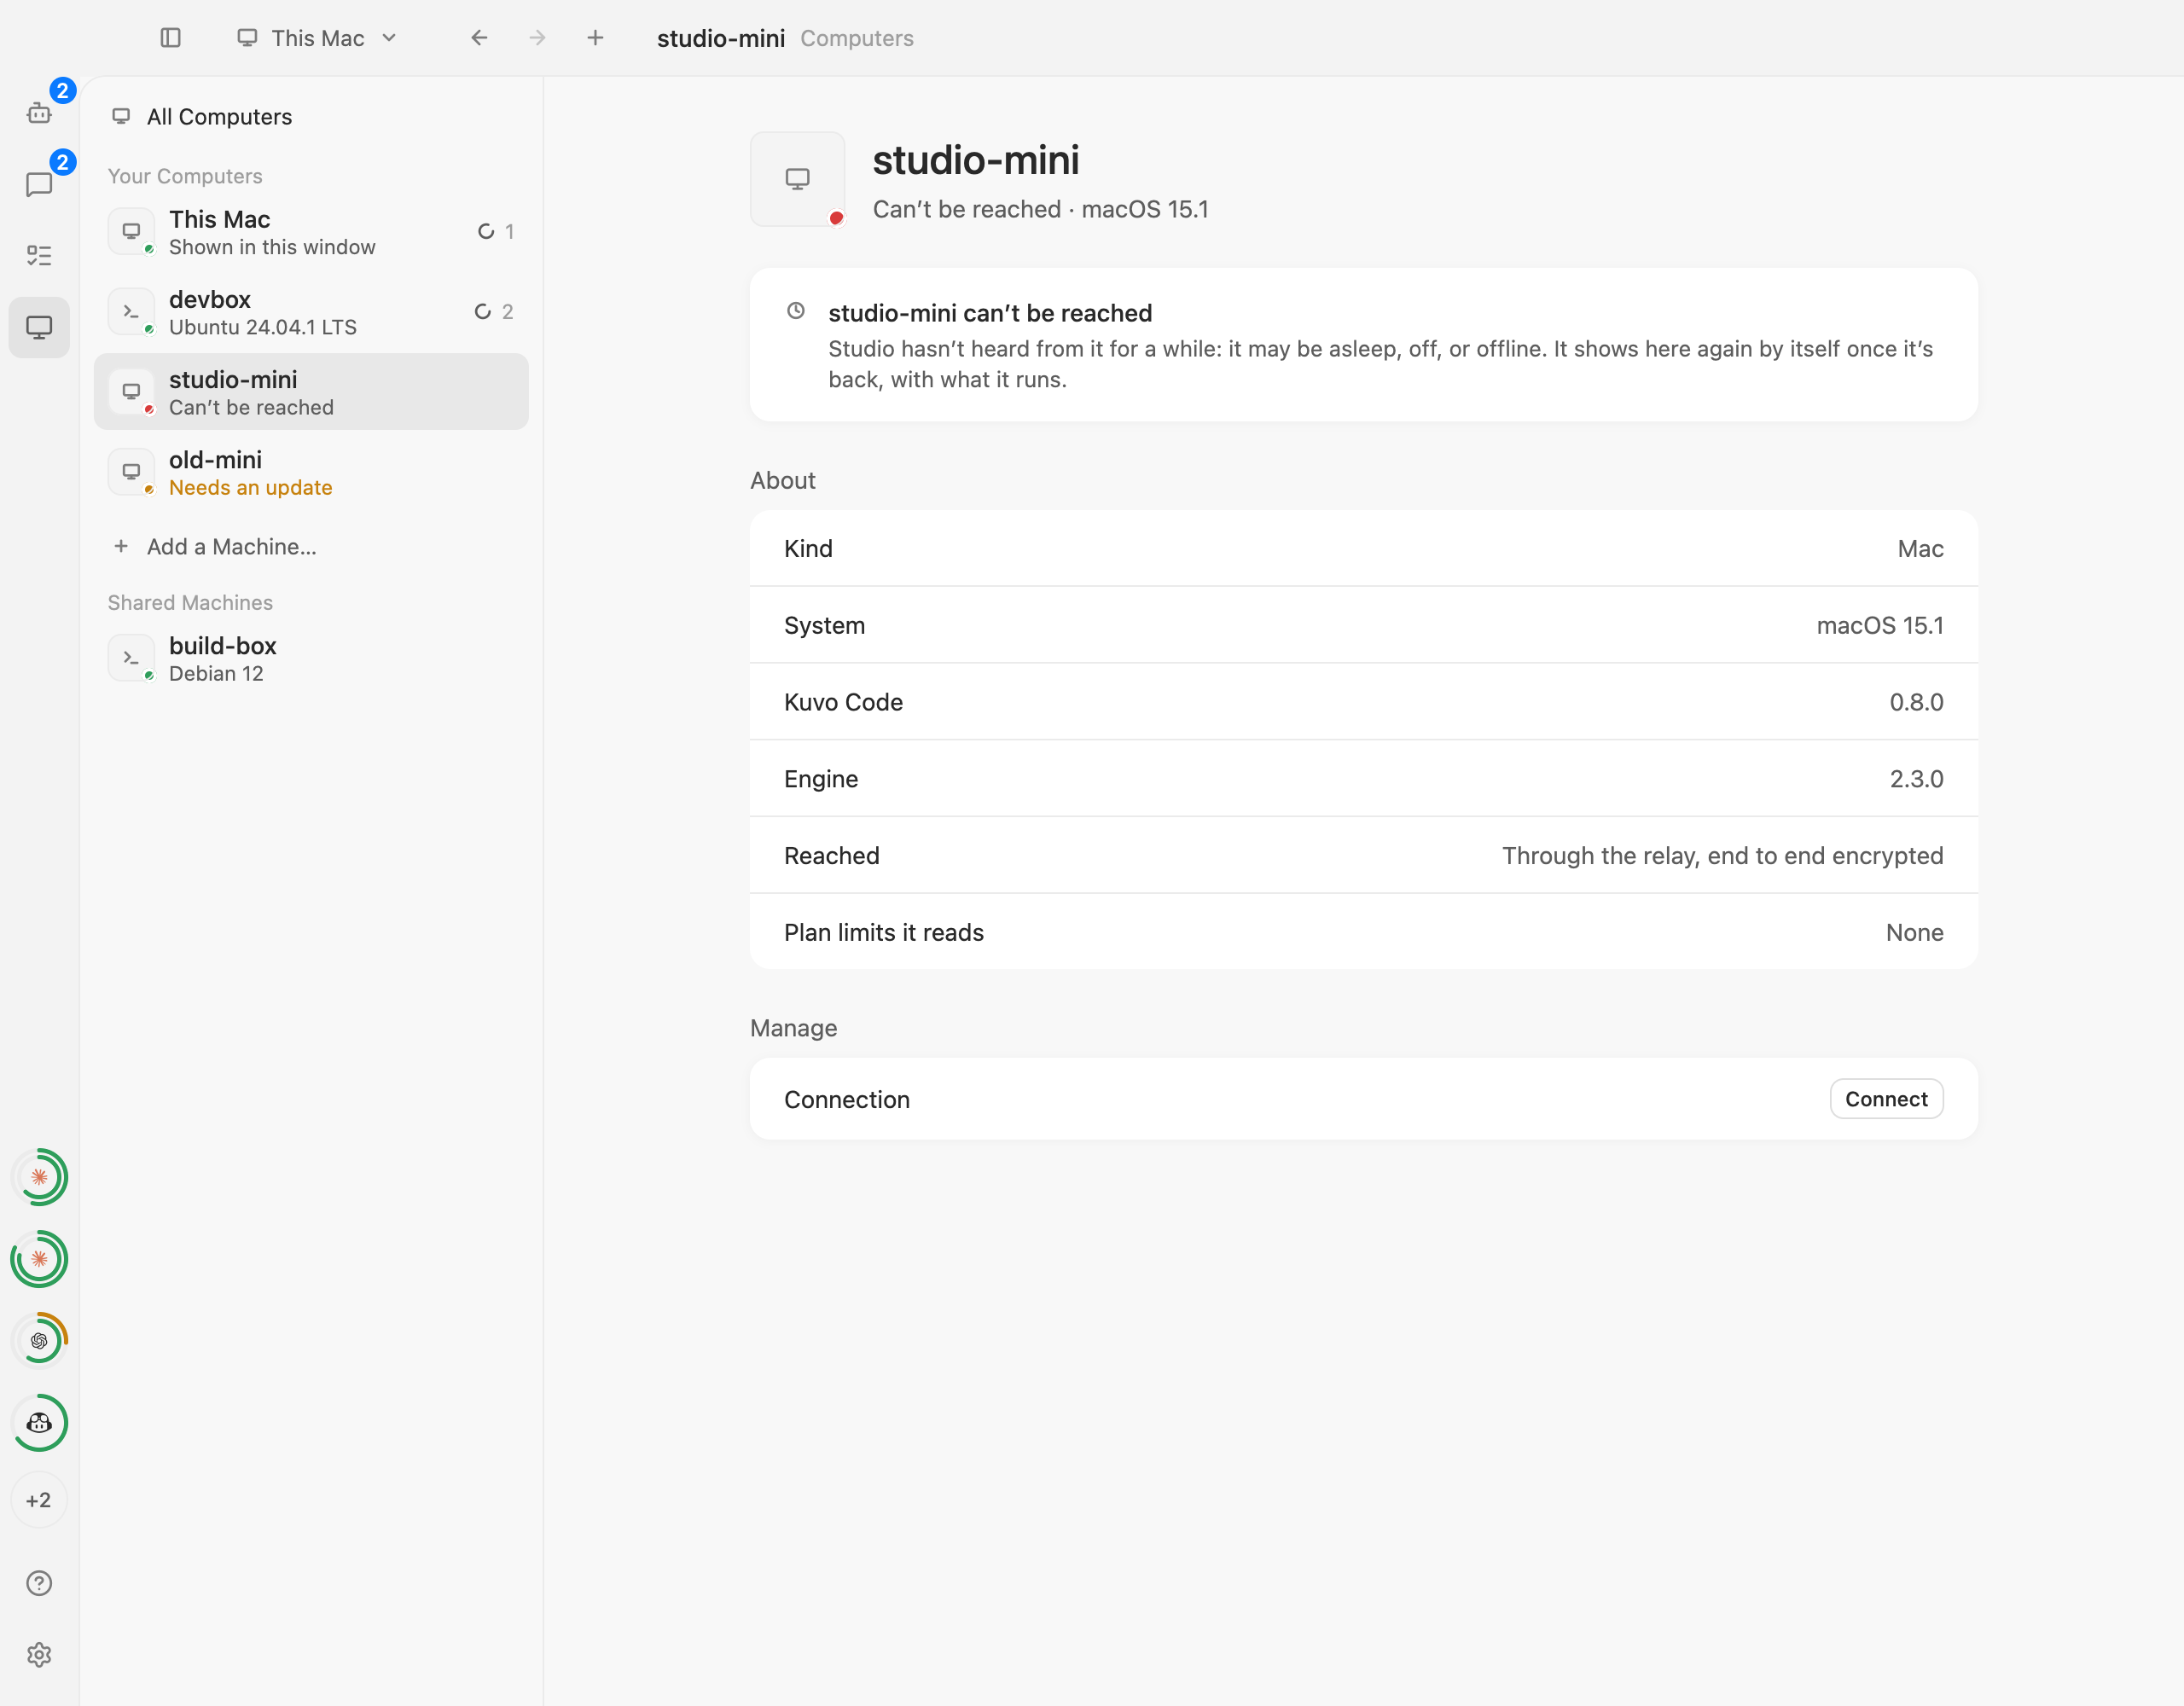 This Mac
studio-mini Computers
2
2
All Computers
Your Computers
This Mac
Shown in this window
1
devbox
Ubuntu 24.04.1 LTS
2
studio-mini
Can’t be reached
old-mini
Needs an update
Add a Machine...
Shared Machines
build-box
Debian 12
+2
studio-mini
Can’t be reached · macOS 15.1
studio-mini can’t be reached
Studio hasn’t heard from it for a while: it may be asleep, off, or offline. It shows here again by itself once it’s
back, with what it runs.
About
Kind Mac
System macOS 15.1
Kuvo Code 0.8.0
Engine 2.3.0
Reached Through the relay, end to end encrypted
Plan limits it reads None
Manage
Connection Connect